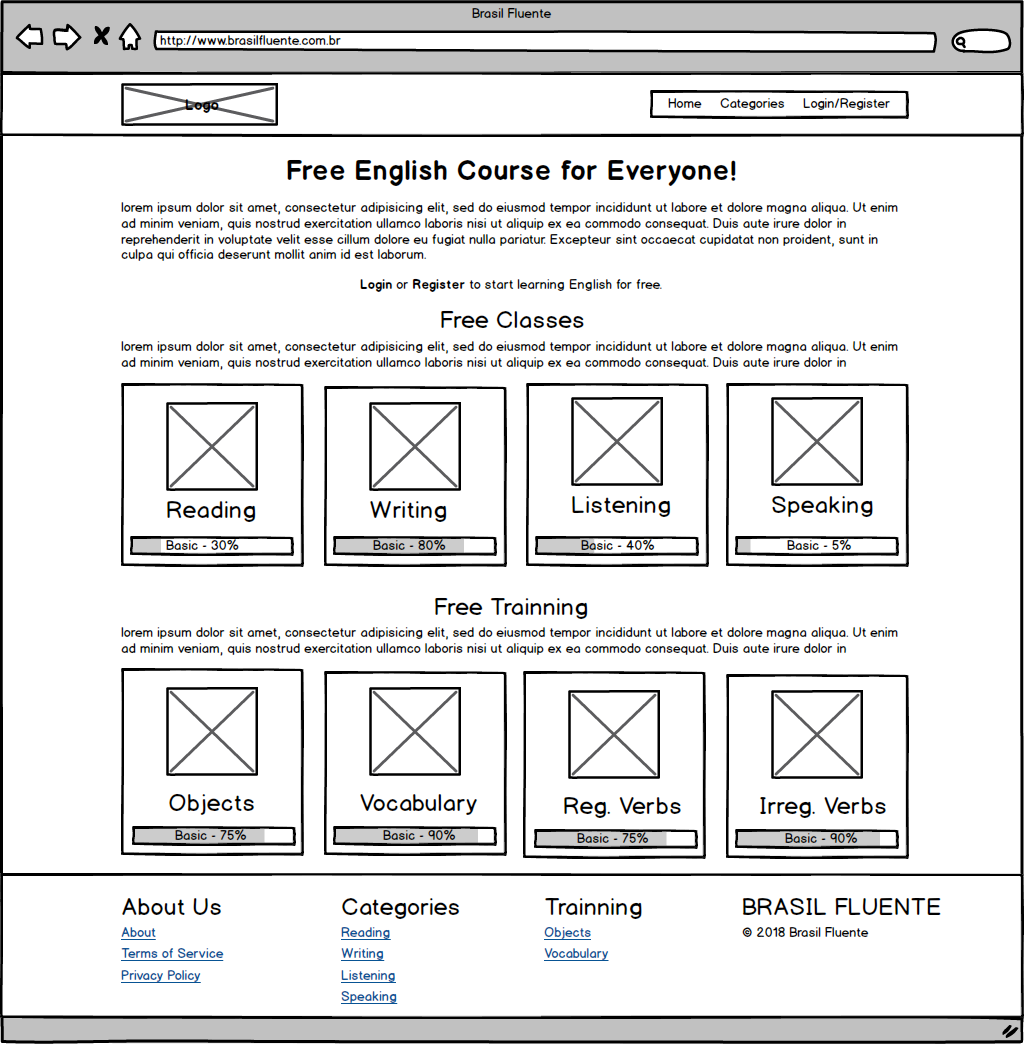 Brasil Fluente
http://www.brasilfluente.com.br
Logo
Home Categories Login/Register
Free English Course for Everyone!
lorem ipsum dolor sit amet, consectetur adipisicing elit, sed do eiusmod tempor incididunt ut labore et dolore magna aliqua. Ut enim
ad minim veniam, quis nostrud exercitation ullamco laboris nisi ut aliquip ex ea commodo consequat. Duis aute irure dolor in
reprehenderit in voluptate velit esse cillum dolore eu fugiat nulla pariatur. Excepteur sint occaecat cupidatat non proident, sunt in
culpa qui officia deserunt mollit anim id est laborum.
Login or Register to start learning English for free.
Free Classes
lorem ipsum dolor sit amet, consectetur adipisicing elit, sed do eiusmod tempor incididunt ut labore et dolore magna aliqua. Ut enim
ad minim veniam, quis nostrud exercitation ullamco laboris nisi ut aliquip ex ea commodo consequat. Duis aute irure dolor in
Reading
Basic - 30%
Writing
Basic - 80%
Listening
Basic - 40%
Speaking
Basic - 5%
Free Trainning
lorem ipsum dolor sit amet, consectetur adipisicing elit, sed do eiusmod tempor incididunt ut labore et dolore magna aliqua. Ut enim
ad minim veniam, quis nostrud exercitation ullamco laboris nisi ut aliquip ex ea commodo consequat. Duis aute irure dolor in
Objects
Basic - 75%
Vocabulary
Basic - 90%
Reg. Verbs
Basic - 75%
Irreg. Verbs
Basic - 90%
About Us
About
Terms of Service
Privacy Policy
Categories
Reading
Writing
Listening
Speaking
Trainning
Objects
Vocabulary
BRASIL FLUENTE
© 2018 Brasil Fluente